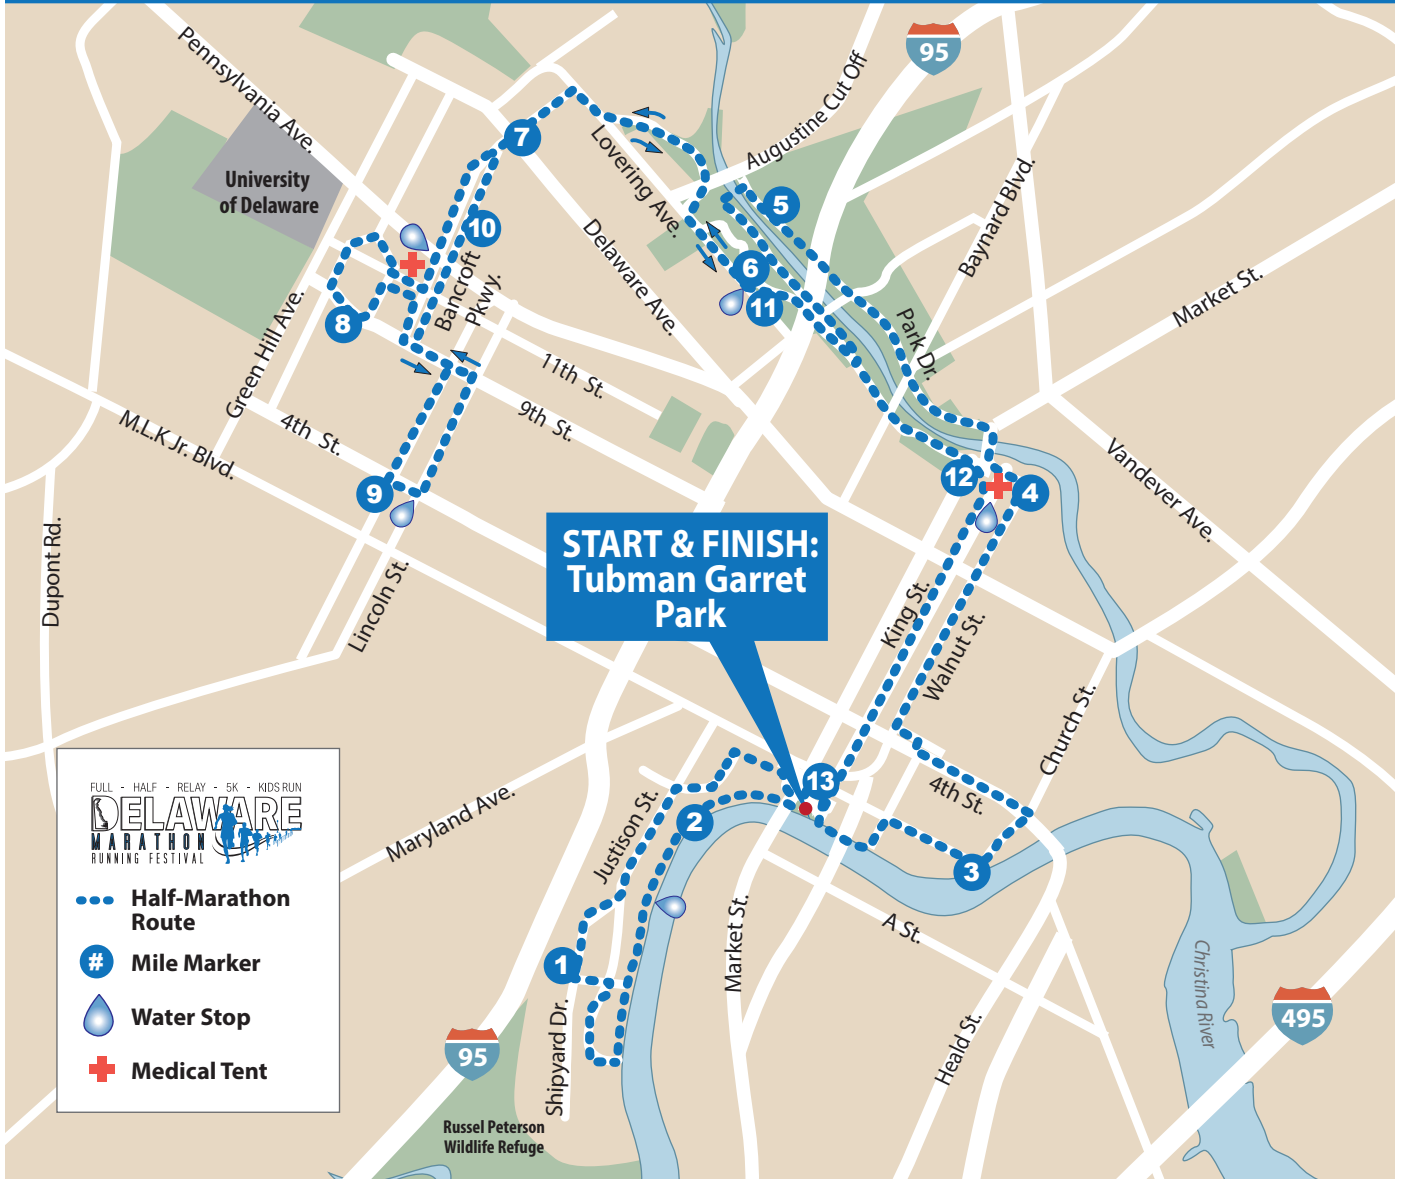 95
Pennsylvania Ave.
Augustine Cut Off
7
Lovering Ave.
University
of Delaware
5
Baynard Blvd.
10
Delaware Ave.
6
Bancroft
Pkwy.
11
Market St.
8
Green Hill Ave.
Park Dr.
11th St.
9th St.
4th St.
M.L.K Jr. Blvd.
Vandever Ave.
12
4
9
Dupont Rd.
START & FINISH:
Tubman Garret
Park
Lincoln St.
King St.
Walnut St.
Church St.
13
4th St.
Maryland Ave.
Justison St.
2
3
A St.
Market St.
1
Christina River
495
Shipyard Dr.
95
Heald St.
Russel Peterson
Wildlife Refuge
FULL - HALF - RELAY - 5K - KIDS RUN
DELAWARE
MARATHON
RUNNING FESTIVAL
Half-Marathon
Route
# Mile Marker
Water Stop
Medical Tent